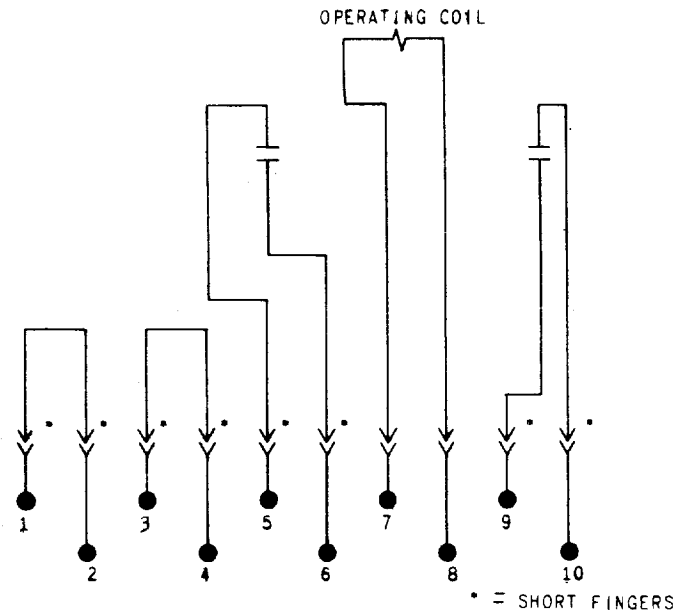 OPERATING COIL
* * * * * * * *
1 3 5 7 9
2 4 6 8 10
* = SHORT FINGERS